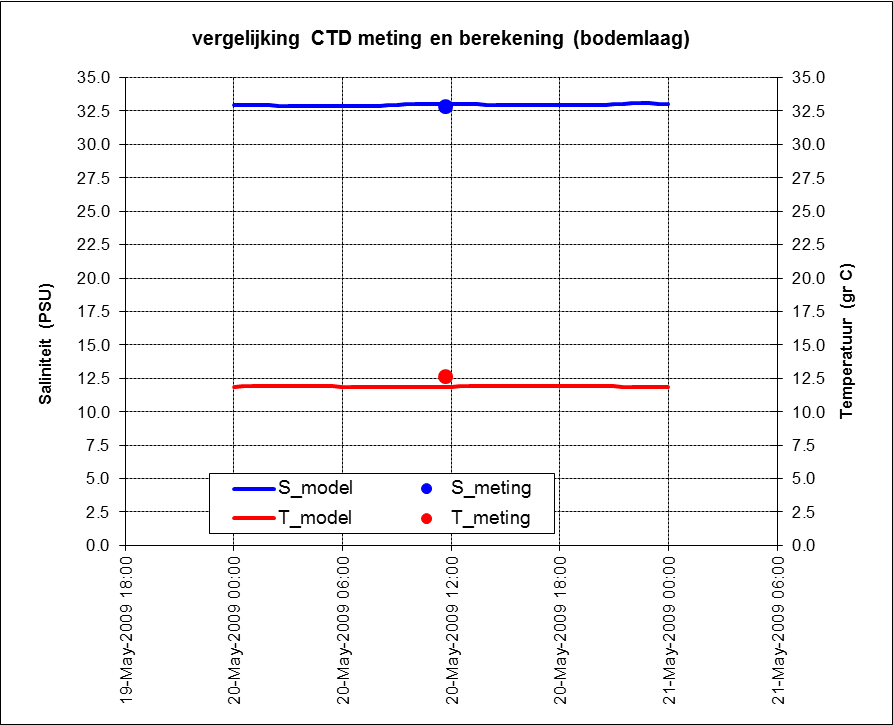 vergelijking CTD meting en berekening (bodemlaag)
35.0
32.5
30.0
27.5
25.0
22.5
20.0
17.5
15.0
12.5
10.0
7.5
5.0
2.5
0.0
Saliniteit (PSU)
35.0
32.5
30.0
27.5
25.0
22.5
20.0
17.5
15.0
12.5
10.0
7.5
5.0
2.5
0.0
Temperatuur (gr C)
S_model S_meting
T_model T_meting
19-May-2009 18:00
20-May-2009 00:00
20-May-2009 06:00
20-May-2009 12:00
20-May-2009 18:00
21-May-2009 00:00
21-May-2009 06:00